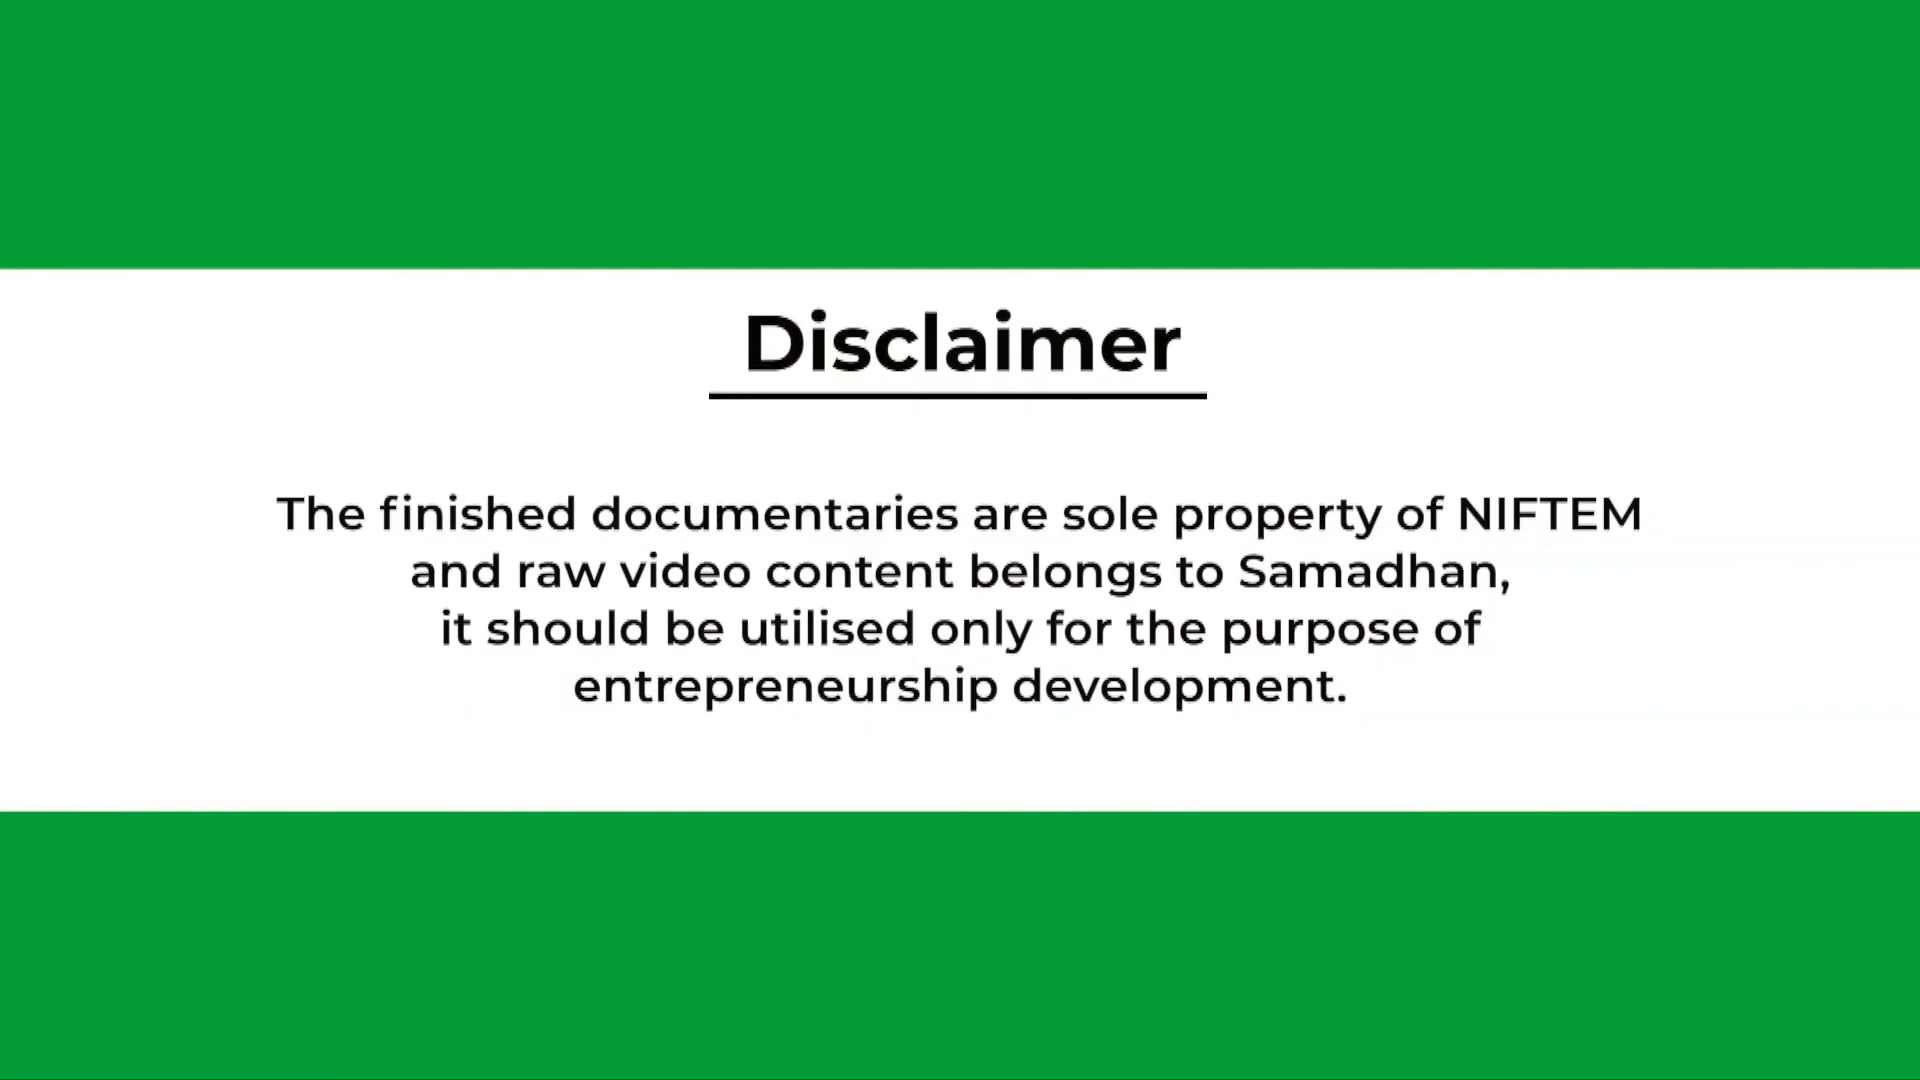 Disclaimer
The finished documentaries are sole property of NIFTEM
and raw video content belongs to Samadhan,
it should be utilised only for the purpose of
entrepreneurship development.